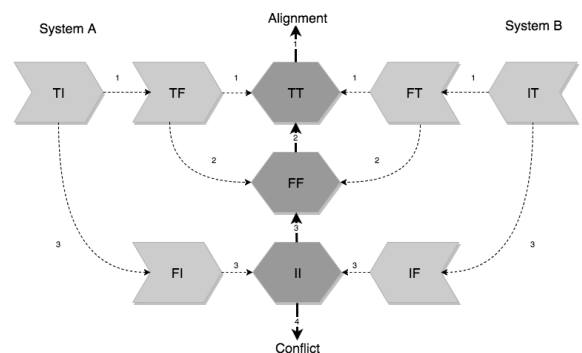 Alignment
System A
System B
1
1 1 1 1
TI TF TT FT IT
2
2 2
FF
3
3 3
3 3
FI II IF
4
Conflict